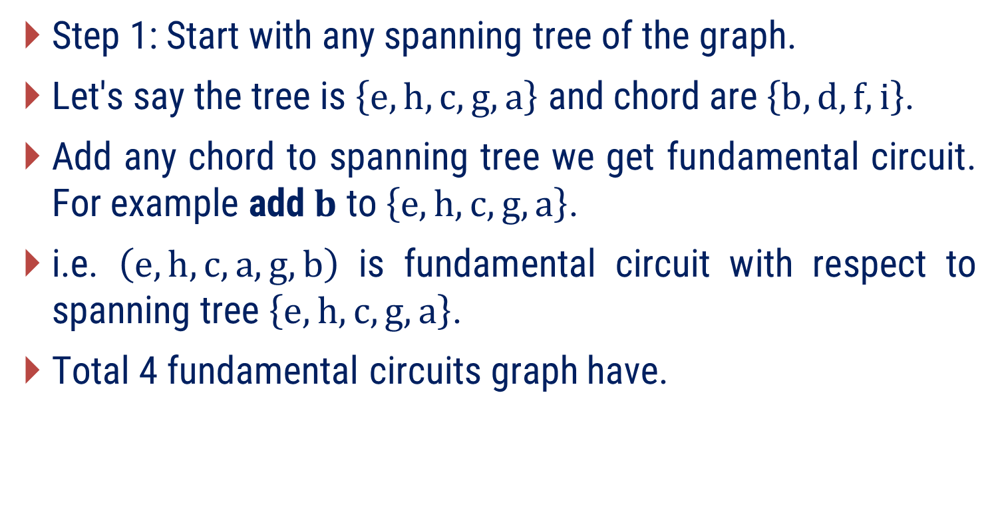 Step 1: Start with any spanning tree of the graph.
Let's say the tree is {e, h, c, g, a} and chord are {b, d, f, i}.
Add any chord to spanning tree we get fundamental circuit.
For example add b to {e, h, c, g, a}.
i.e. (e, h, c, a, g, b) is fundamental circuit with respect to
spanning tree {e, h, c, g, a}.
Total 4 fundamental circuits graph have.